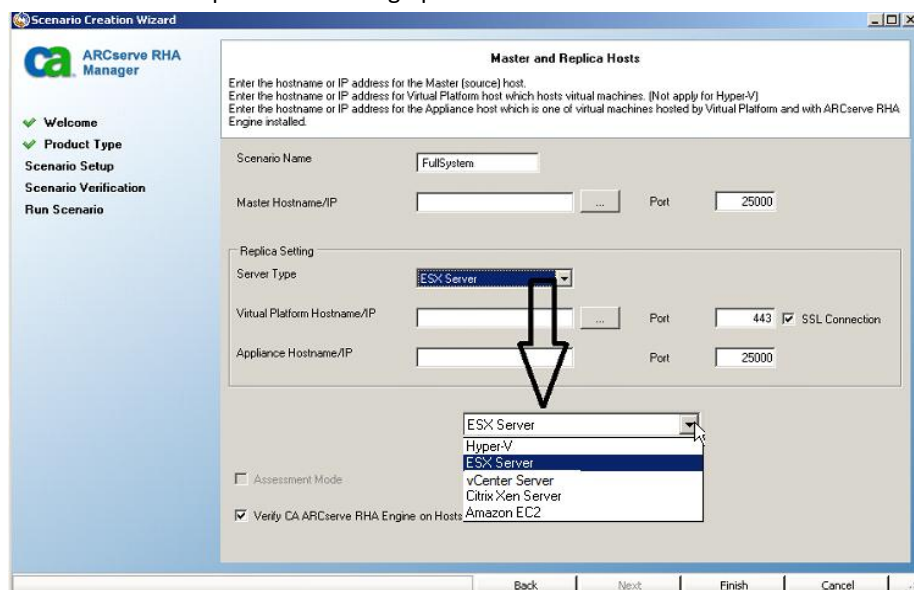 Scenario Creation Wizard
ca ARCserve RHA
Manager
Welcome
Product Type
Scenario Setup
Scenario Verification
Run Scenario
Master and Replica Hosts
Enter the hostname or IP address for the Master (source) host.
Enter the hostname or IP address for Virtual Platform host which hosts virtual machines. (Not apply for Hyper-V)
Enter the hostname or IP address for the Appliance host which is one of virtual machines hosted by Virtual Platform and with ARCserve RHA
Engine installed.
Scenario Name FullSystem
Master Hostname/IP ... Port 25000
Replica Setting
Server Type ESX Server
Virtual Platform Hostname/IP ... Port 443 SSL Connection
Appliance Hostname/IP Port 25000
ESX Server
Hyper-V
ESX Server
vCenter Server
Citrix Xen Server
Amazon EC2
Assessment Mode
Verify CA ARCserve RHA Engine on Hosts
Back Next Finish Cancel